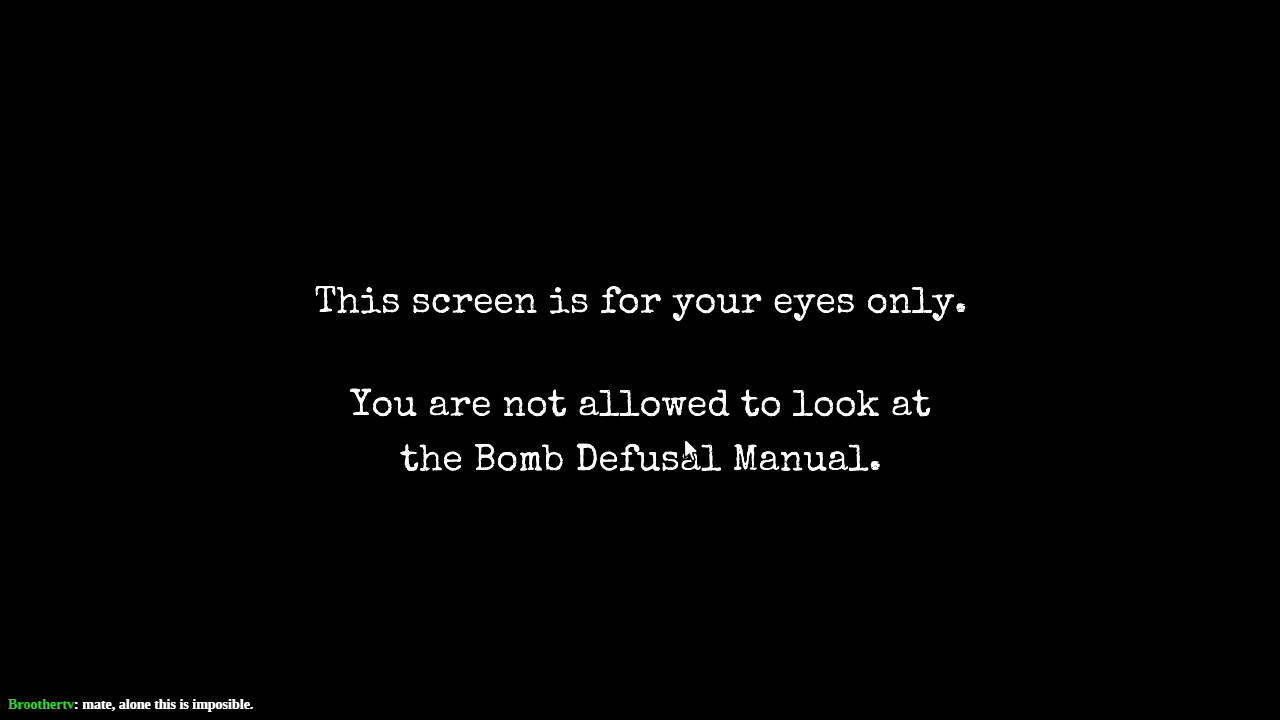 This screen is for your eyes only.
You are not allowed to look at
the Bomb Defusal Manual.
Broothertv: mate, alone this is imposible.